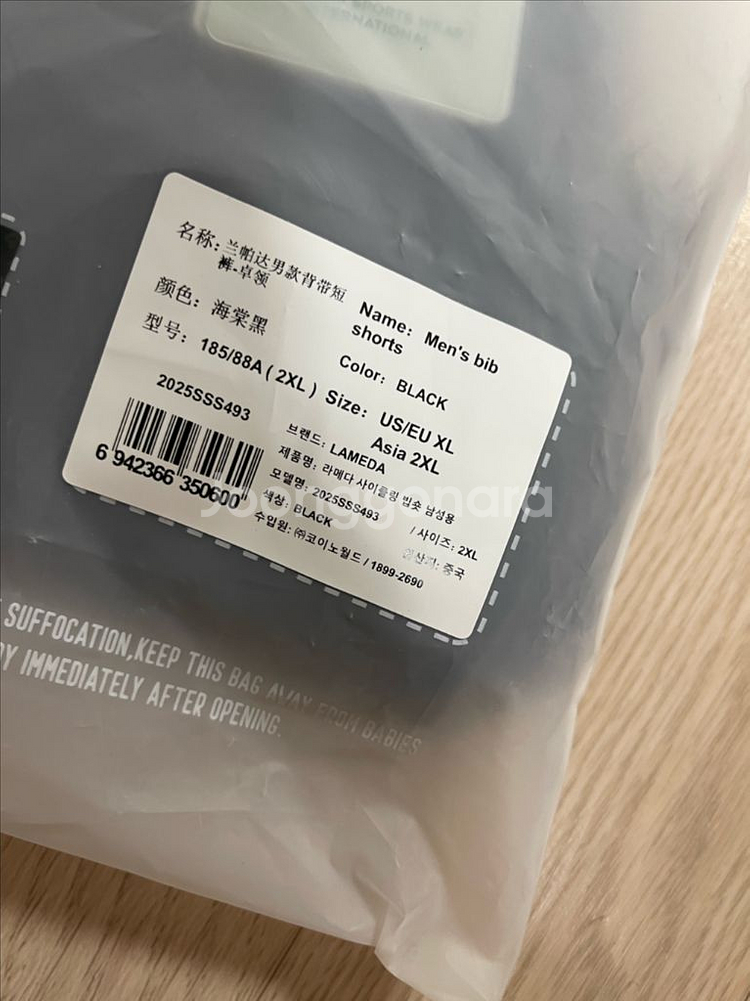 名称: 兰帕达男款背带短
裤-卓领
Name: Men's bib
shorts
颜色: 海棠黑
Color: BLACK
型号: 185/88A ( 2XL )
Size: US/EU XL
Asia 2XL
2025SSS493
6 942366 350600
브랜드: LAMEDA
제품명: 라메다 사이클링 빕숏 남성용
모델명: 2025SSS493 / 사이즈: 2XL
색상: BLACK
원산지: 중국
수입원: ㈜코이노월드 / 1899-2690
joonggonara
SUFFOCATION,KEEP THIS BAG AWAY FROM BABIES
IMMEDIATELY AFTER OPENING.